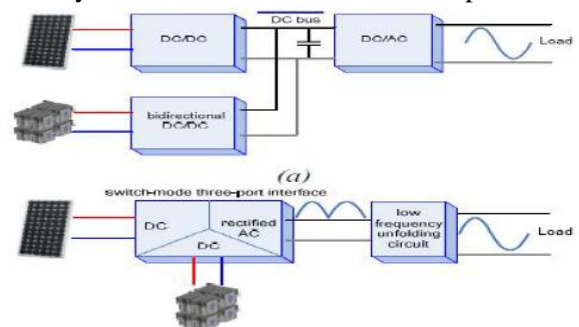 DC bus
DC/DC
DC/AC
Load
bidirectional
DC/DC
(a)
switch-mode three-port interface
DC
rectified
AC
DC
low
frequency
unfolding
circuit
Load